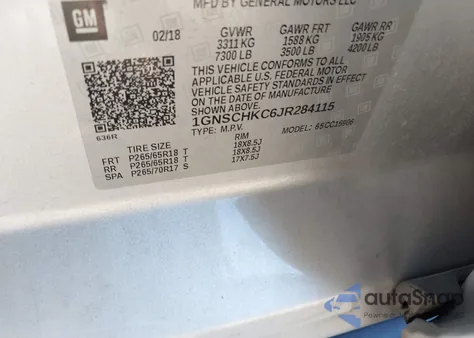 MFD BY GENERAL MOTORS LLC
GM
02/18 GVWR GAWR FRT GAWR RR
3311 KG 1588 KG 1905 KG
7300 LB 3500 LB 4200 LB
THIS VEHICLE CONFORMS TO ALL
APPLICABLE U.S. FEDERAL MOTOR
VEHICLE SAFETY STANDARDS
IN EFFECT ON THE DATE OF MANUFACTURE
SHOWN ABOVE.
1GNSCHKC6JR284115
TYPE: M.P.V. MODEL:
636R
TIRE SIZE RIM
FRT P265/65R18 T 18X8.5J
RR P265/65R18 T 18X8.5J
SPA P265/70R17 S 17X7.5J
autoSnap